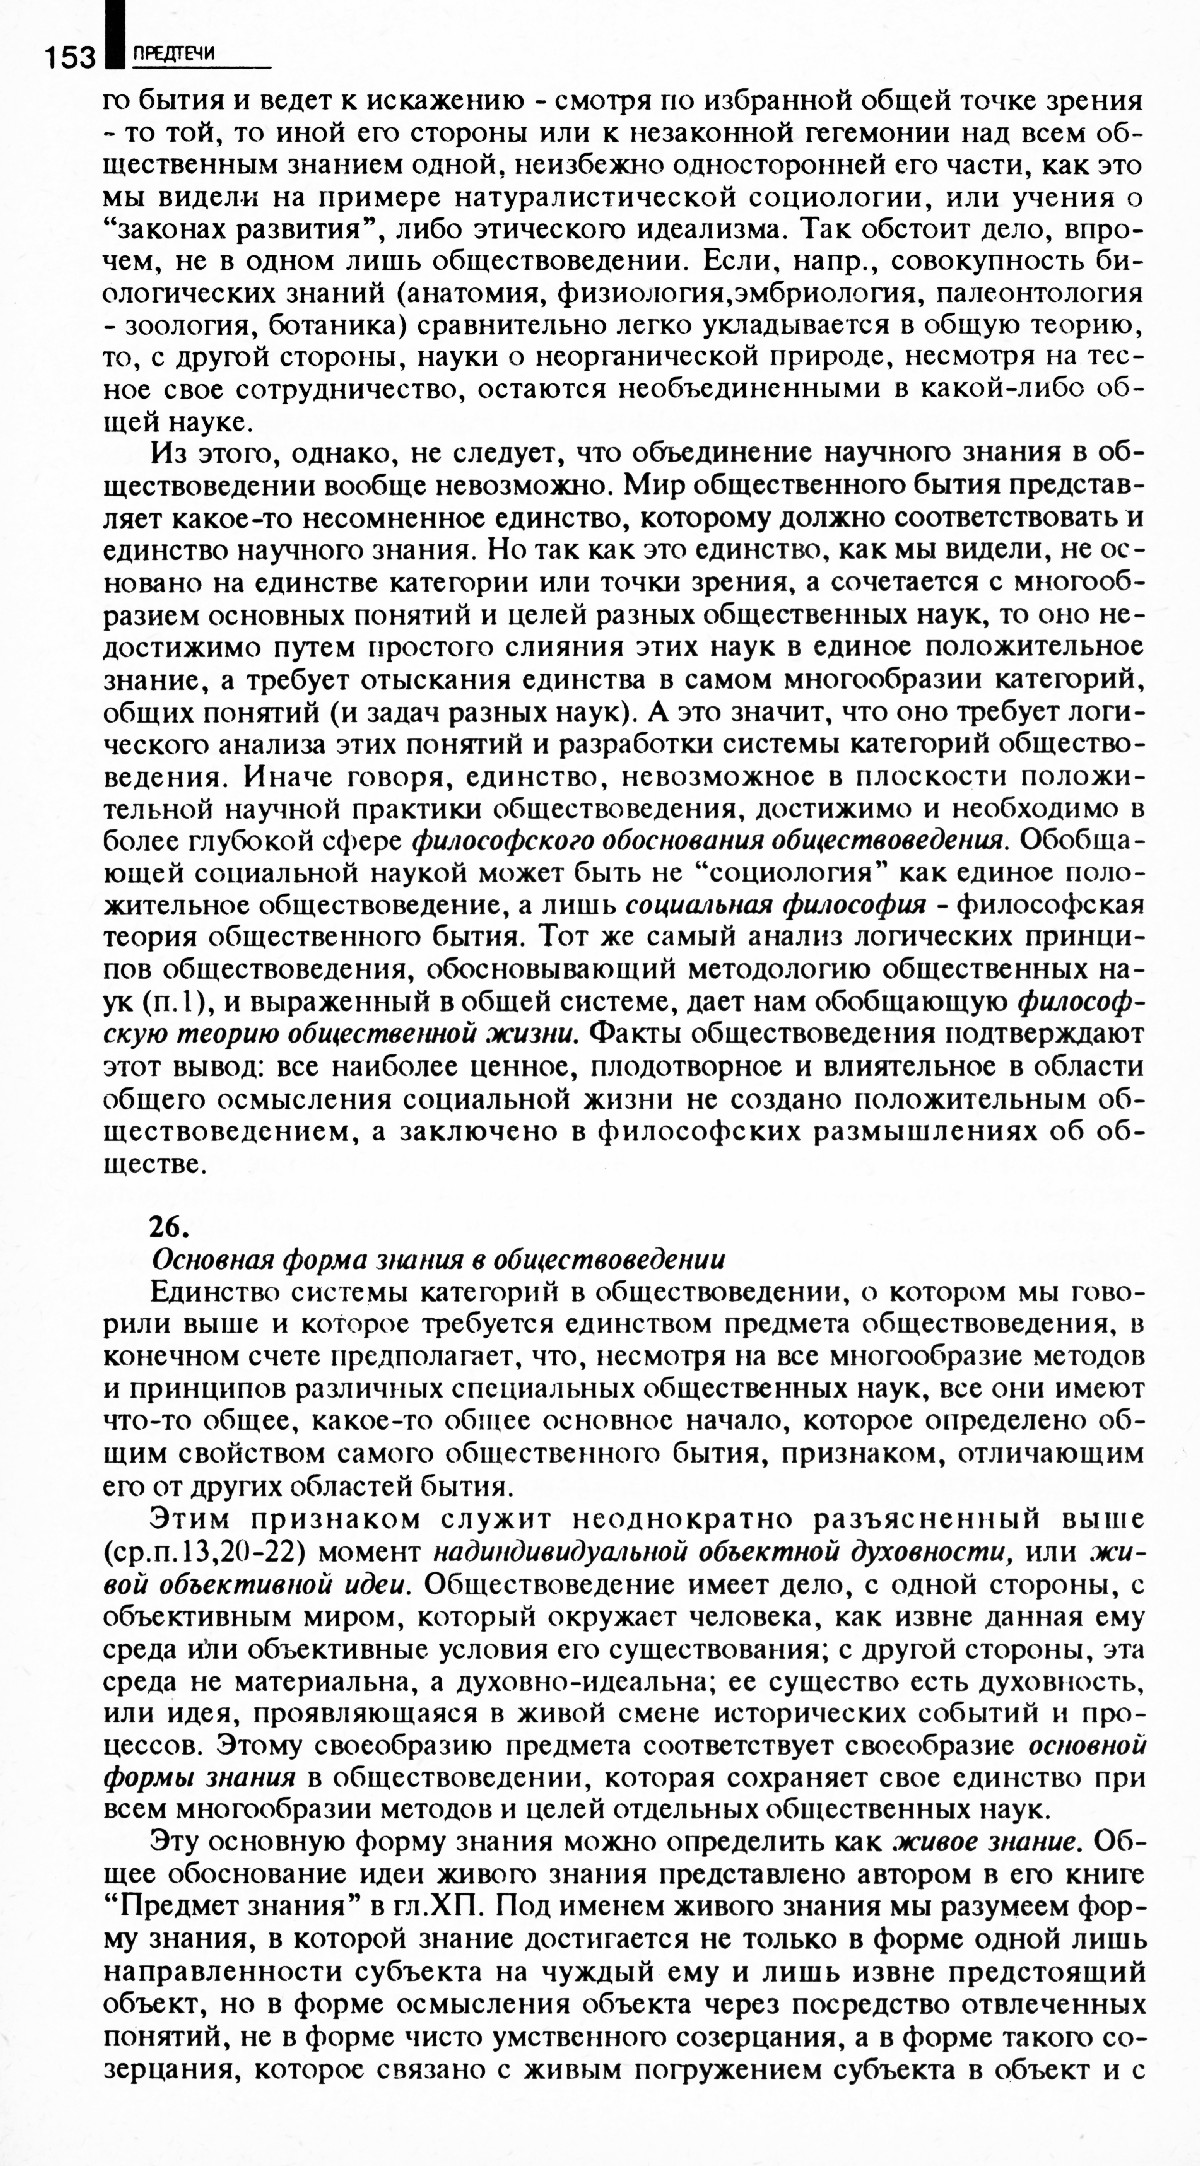 153 ПРЕДТЕЧИ
го бытия и ведет к искажению - смотря по избранной общей точке зрения
- то той, то иной его стороны или к незаконной гегемонии над всем об-
щественным знанием одной, неизбежно односторонней его части, как это
мы видели на примере натуралистической социологии, или учения о
“законах развития”, либо этического идеализма. Так обстоит дело, впро-
чем, не в одном лишь обществоведении. Если, напр., совокупность би-
ологических знаний (анатомия, физиология,эмбриология, палеонтология
- зоология, ботаника) сравнительно легко укладывается в общую теорию,
то, с другой стороны, науки о неорганической природе, несмотря на тес-
ное свое сотрудничество, остаются необъединенными в какой-либо об-
щей науке.
Из этого, однако, не следует, что объединение научного знания в об-
ществоведении вообще невозможно. Мир общественного бытия представ-
ляет какое-то несомненное единство, которому должно соответствовать и
единство научного знания. Но так как это единство, как мы видели, не ос-
новано на единстве категории или точки зрения, а сочетается с многооб-
разием основных понятий и целей разных общественных наук, то оно не-
достижимо путем простого слияния этих наук в единое положительное
знание, а требует отыскания единства в самом многообразии категорий,
общих понятий (и задач разных наук). А это значит, что оно требует логи-
ческого анализа этих понятий и разработки системы категорий общество-
ведения. Иначе говоря, единство, невозможное в плоскости положи-
тельной научной практики обществоведения, достижимо и необходимо в
более глубокой сфере философского обоснования обществоведения. Обобща-
ющей социальной наукой может быть не “социология” как единое поло-
жительное обществоведение, а лишь социальная философия - философская
теория общественного бытия. Тот же самый анализ логических принци-
пов обществоведения, обосновывающий методологию общественных на-
ук (п.1), и выраженный в общей системе, дает нам обобщающую философ-
скую теорию общественной жизни. Факты обществоведения подтверждают
этот вывод: все наиболее ценное, плодотворное и влиятельное в области
общего осмысления социальной жизни не создано положительным об-
ществоведением, а заключено в философских размышлениях об об-
ществе.
26.
Основная форма знания в обществоведении
Единство системы категорий в обществоведении, о котором мы гово-
рили выше и которое требуется единством предмета обществоведения, в
конечном счете предполагает, что, несмотря на все многообразие методов
и принципов различных специальных общественных наук, все они имеют
что-то общее, какое-то общее основное начало, которое определено об-
щим свойством самого общественного бытия, признаком, отличающим
его от других областей бытия.
Этим признаком служит неоднократно разъясненный выше
(ср.п.13,20-22) момент надиндивидуальной объектной духовности, или жи-
вой объективной идеи. Обществоведение имеет дело, с одной стороны, с
объективным миром, который окружает человека, как извне данная ему
среда или объективные условия его существования; с другой стороны, эта
среда не материальна, а духовно-идеальна; ее существо есть духовность,
или идея, проявляющаяся в живой смене исторических событий и про-
цессов. Этому своеобразию предмета соответствует своеобразие основной
формы знания в обществоведении, которая сохраняет свое единство при
всем многообразии методов и целей отдельных общественных наук.
Эту основную форму знания можно определить как живое знание. Об-
щее обоснование идеи живого знания представлено автором в его книге
“Предмет знания” в гл.ХП. Под именем живого знания мы разумеем фор-
му знания, в которой знание достигается не только в форме одной лишь
направленности субъекта на чуждый ему и лишь извне предстоящий
объект, но в форме осмысления объекта через посредство отвлеченных
понятий, не в форме чисто умственного созерцания, а в форме такого со-
зерцания, которое связано с живым погружением субъекта в объект и с